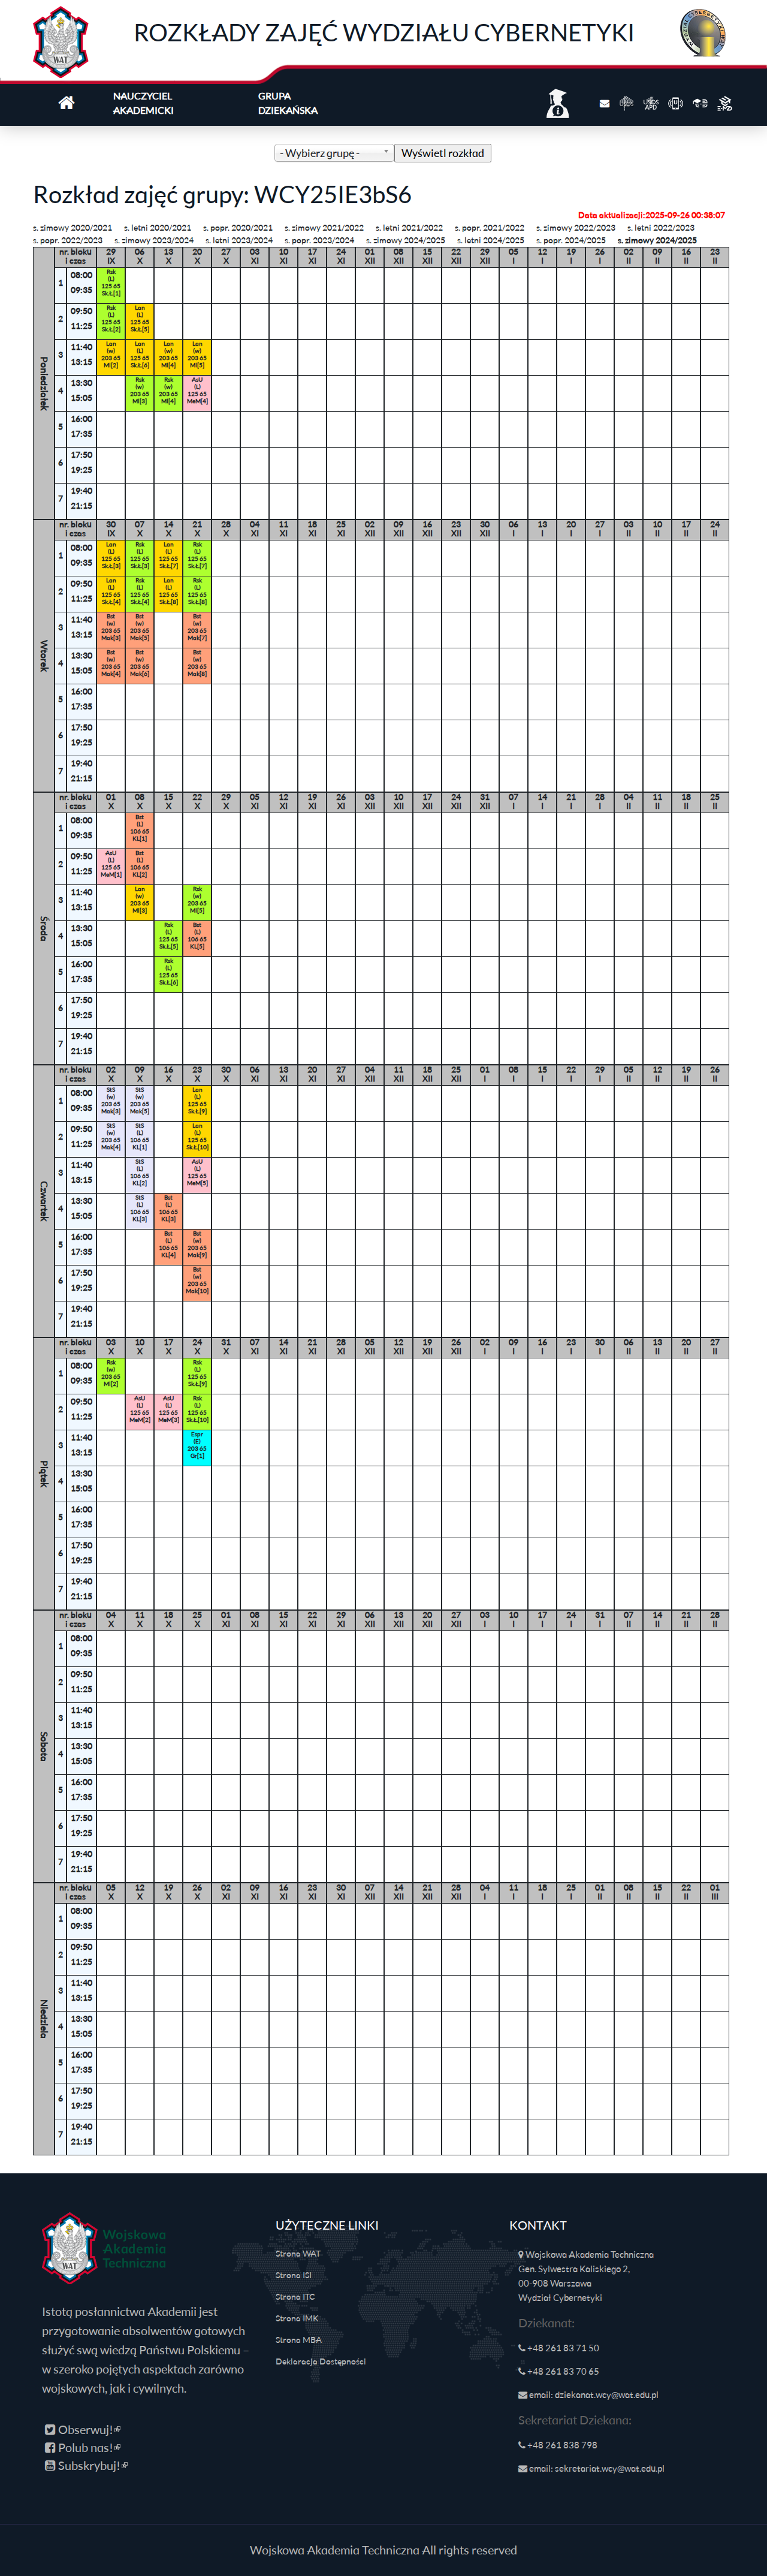 ROZKŁADY ZAJĘĆ WYDZIAŁU CYBERNETYKI
WAT
NAUCZYCIEL AKADEMICKI
GRUPA DZIEKAŃSKA
- Wybierz grupę - Wyświetl rozkład
Rozkład zajęć grupy: WCY25IE3bS6
Data aktualizacji:2025-09-26 00:38:07
s. zimowy 2020/2021 s. letni 2020/2021 s. popr. 2020/2021 s. zimowy 2021/2022 s. letni 2021/2022 s. popr. 2021/2022 s. zimowy 2022/2023 s. letni 2022/2023
s. popr. 2022/2023 s. zimowy 2023/2024 s. letni 2023/2024 s. popr. 2023/2024 s. zimowy 2024/2025 s. letni 2024/2025 s. popr. 2024/2025 s. zimowy 2024/2025
Poniedziałek
nr. bloku 29 06 13 20 27 03 10 17 24 01 08 15 22 29 05 12 19 26 02 09 16 23
i czas IX X X X X XI XI XI XI XII XII XII XII XII I I I I II II II II
1 08:00 09:35 Rsk (L) 125 65 Sk.Ł[1]
2 09:50 11:25 Rsk (L) 125 65 Sk.Ł[2] Lan (L) 125 65 Sk.Ł[5]
3 11:40 13:15 Lan (w) 203 65 MI[2] Lan (L) 125 65 Sk.Ł[6] Lan (w) 203 65 MI[4] Lan (w) 203 65 MI[5]
4 13:30 15:05 Rsk (w) 203 65 MI[3] Rsk (w) 203 65 MI[4] AsU (L) 125 65 MaM[4]
5 16:00 17:35
6 17:50 19:25
7 19:40 21:15
Wtorek
nr. bloku 30 07 14 21 28 04 11 18 25 02 09 16 23 30 06 13 20 27 03 10 17 24
i czas IX X X X X XI XI XI XI XII XII XII XII XII I I I I II II II II
1 08:00 09:35 Lan (L) 125 65 Sk.Ł[3] Rsk (L) 125 65 Sk.Ł[3] Lan (L) 125 65 Sk.Ł[7] Rsk (L) 125 65 Sk.Ł[7]
2 09:50 11:25 Lan (L) 125 65 Sk.Ł[4] Rsk (L) 125 65 Sk.Ł[4] Lan (L) 125 65 Sk.Ł[8] Rsk (L) 125 65 Sk.Ł[8]
3 11:40 13:15 Bst (w) 203 65 Mak[3] Bst (w) 203 65 Mak[5] Bst (w) 203 65 Mak[7]
4 13:30 15:05 Bst (w) 203 65 Mak[4] Bst (w) 203 65 Mak[6] Bst (w) 203 65 Mak[8]
5 16:00 17:35
6 17:50 19:25
7 19:40 21:15
Środa
nr. bloku 01 08 15 22 29 05 12 19 26 03 10 17 24 31 07 14 21 28 04 11 18 25
i czas X X X X X XI XI XI XI XII XII XII XII XII I I I I II II II II
1 08:00 09:35 Bst (L) 106 65 KL[1]
2 09:50 11:25 AsU (L) 125 65 MaM[1] Bst (L) 106 65 KL[2]
3 11:40 13:15 Lan (w) 203 65 MI[3] Rsk (w) 203 65 MI[5]
4 13:30 15:05 Rsk (L) 125 65 Sk.Ł[5] Bst (L) 106 65 KL[5]
5 16:00 17:35 Rsk (L) 125 65 Sk.Ł[6]
6 17:50 19:25
7 19:40 21:15
Czwartek
nr. bloku 02 09 16 23 30 06 13 20 27 04 11 18 25 01 08 15 22 29 05 12 19 26
i czas X X X X X XI XI XI XI XII XII XII XII I I I I I II II II II
1 08:00 09:35 StS (w) 203 65 Mak[3] StS (w) 203 65 Mak[5] Lan (L) 125 65 Sk.Ł[9]
2 09:50 11:25 StS (w) 203 65 Mak[4] StS (L) 106 65 KL[1] Lan (L) 125 65 Sk.Ł[10]
3 11:40 13:15 StS (L) 106 65 KL[2] AsU (L) 125 65 MaM[5]
4 13:30 15:05 StS (L) 106 65 KL[3] Bst (L) 106 65 KL[3]
5 16:00 17:35 Bst (L) 106 65 KL[4] Bst (w) 203 65 Mak[9]
6 17:50 19:25 Bst (w) 203 65 Mak[10]
7 19:40 21:15
Piątek
nr. bloku 03 10 17 24 31 07 14 21 28 05 12 19 26 02 09 16 23 30 06 13 20 27
i czas X X X X X XI XI XI XI XII XII XII XII I I I I I II II II II
1 08:00 09:35 Rsk (w) 203 65 MI[2] Rsk (L) 125 65 Sk.Ł[9]
2 09:50 11:25 AsU (L) 125 65 MaM[2] AsU (L) 125 65 MaM[3] Rsk (L) 125 65 Sk.Ł[10]
3 11:40 13:15 Espr (E) 203 65 Gr[1]
4 13:30 15:05
5 16:00 17:35
6 17:50 19:25
7 19:40 21:15
Sobota
nr. bloku 04 11 18 25 01 08 15 22 29 06 13 20 27 03 10 17 24 31 07 14 21 28
i czas X X X X XI XI XI XI XI XII XII XII XII I I I I I II II II II
1 08:00 09:35
2 09:50 11:25
3 11:40 13:15
4 13:30 15:05
5 16:00 17:35
6 17:50 19:25
7 19:40 21:15
Niedziela
nr. bloku 05 12 19 26 02 09 16 23 30 07 14 21 28 04 11 18 25 01 08 15 22 01
i czas X X X X XI XI XI XI XI XII XII XII XII I I I I II II II II III
1 08:00 09:35
2 09:50 11:25
3 11:40 13:15
4 13:30 15:05
5 16:00 17:35
6 17:50 19:25
7 19:40 21:15
WAT
Wojskowa
Akademia
Techniczna
Istotą posłannictwa Akademii jest
przygotowanie absolwentów gotowych
służyć swą wiedzą Państwu Polskiemu –
w szeroko pojętych aspektach zarówno
wojskowych, jak i cywilnych.
Obserwuj!
Polub nas!
Subskrybuj!
UŻYTECZNE LINKI
Strona WAT
Strona ISI
Strona ITC
Strona IMK
Strona MBA
Deklaracja Dostępności
KONTAKT
Wojskowa Akademia Techniczna
Gen. Sylwestra Kaliskiego 2,
00-908 Warszawa
Wydział Cybernetyki
Dziekanat:
+48 261 83 71 50
+48 261 83 70 65
email: dziekanat.wcy@wat.edu.pl
Sekretariat Dziekana:
+48 261 838 798
email: sekretariat.wcy@wat.edu.pl
Wojskowa Akademia Techniczna All rights reserved